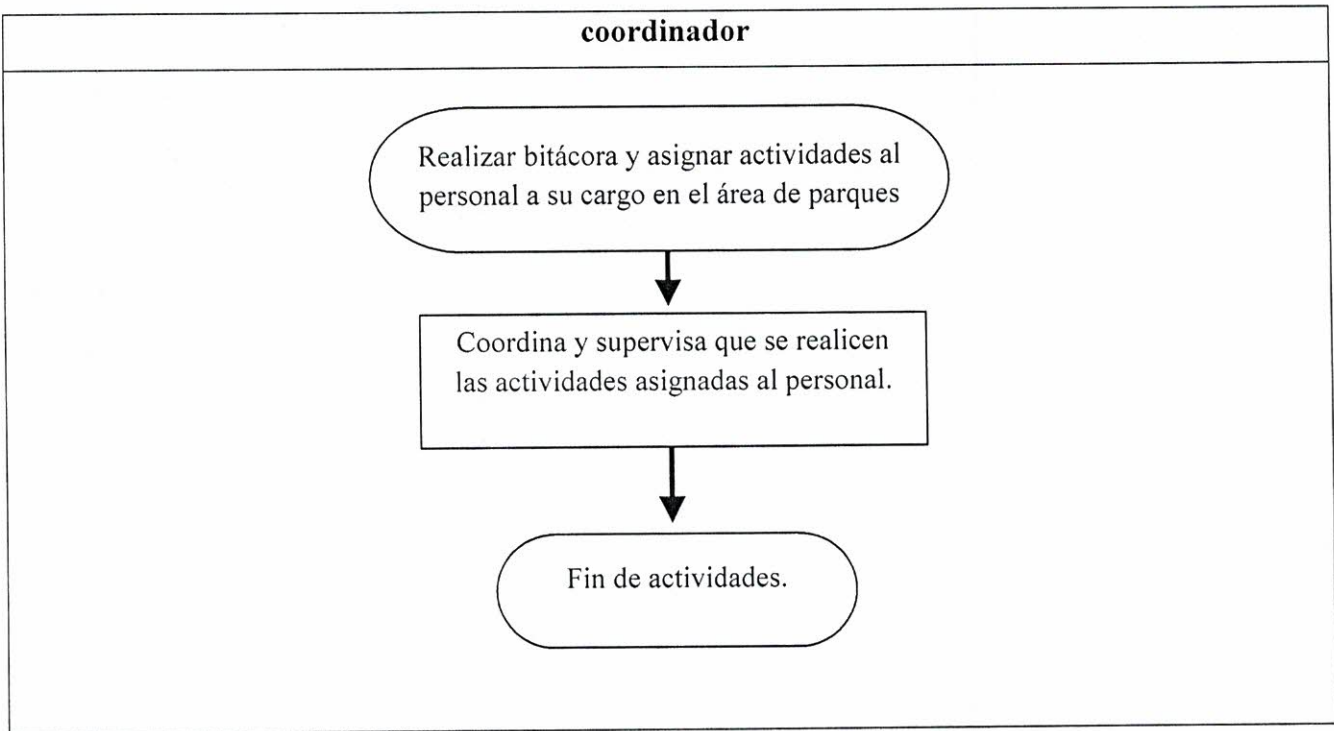 coordinador
Realizar bitácora y asignar actividades al
personal a su cargo en el área de parques
Coordina y supervisa que se realicen
las actividades asignadas al personal.
Fin de actividades.